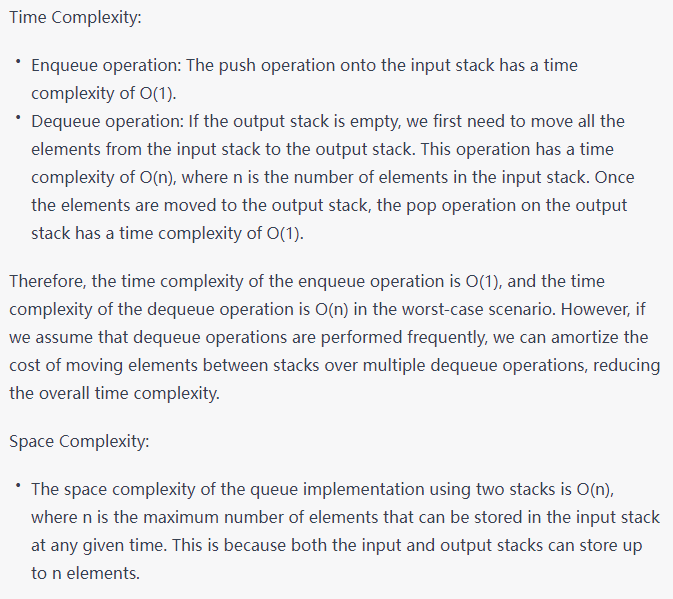 Time Complexity:
• Enqueue operation: The push operation onto the input stack has a time
complexity of O(1).
• Dequeue operation: If the output stack is empty, we first need to move all the
elements from the input stack to the output stack. This operation has a time
complexity of O(n), where n is the number of elements in the input stack. Once
the elements are moved to the output stack, the pop operation on the output
stack has a time complexity of O(1).
Therefore, the time complexity of the enqueue operation is O(1), and the time
complexity of the dequeue operation is O(n) in the worst-case scenario. However, if
we assume that dequeue operations are performed frequently, we can amortize the
cost of moving elements between stacks over multiple dequeue operations, reducing
the overall time complexity.
Space Complexity:
• The space complexity of the queue implementation using two stacks is O(n),
where n is the maximum number of elements that can be stored in the input stack
at any given time. This is because both the input and output stacks can store up
to n elements.